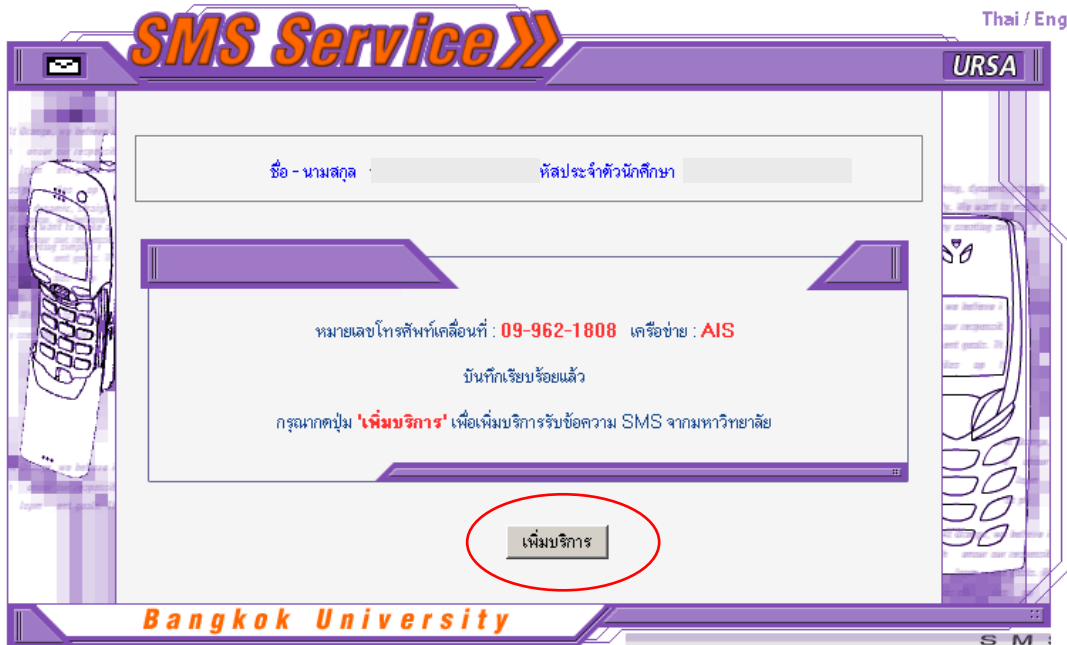 Thai / Eng
SMS Service
URSA
ชื่อ - นามสกุล หัสประจำตัวนักศึกษา
หมายเลขโทรศัพท์เคลื่อนที่ : 09-962-1808 เครือข่าย : AIS
บันทึกเรียบร้อยแล้ว
กรุณากดปุ่ม 'เพิ่มบริการ' เพื่อเพิ่มบริการรับข้อความ SMS จากมหาวิทยาลัย
เพิ่มบริการ
Bangkok University
S M